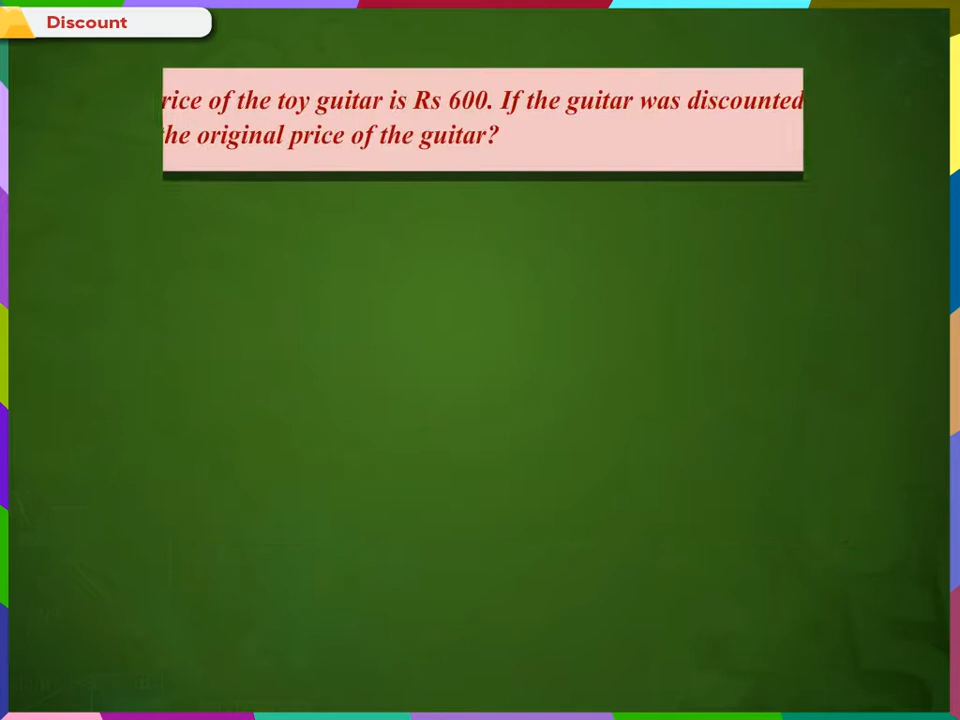 Discount
rice of the toy guitar is Rs 600. If the guitar was discounted
he original price of the guitar?